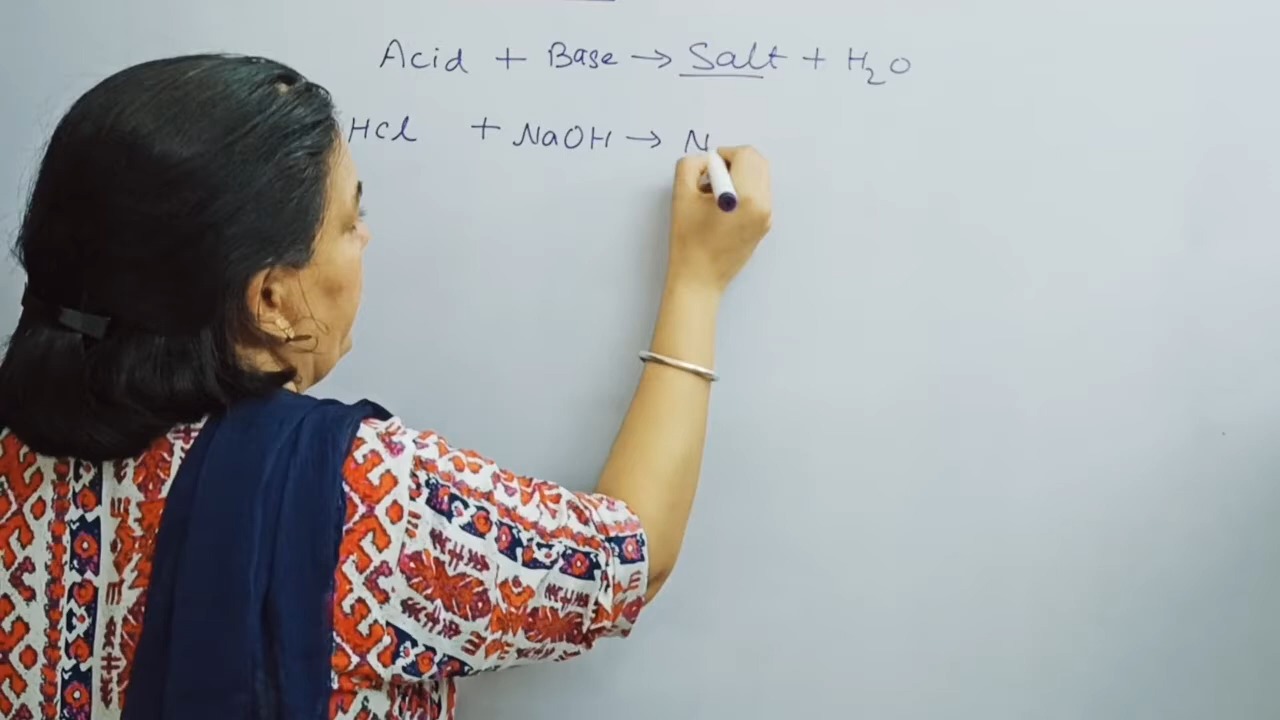 Acid + Base → Salt + H₂O
HCl + NaOH → N